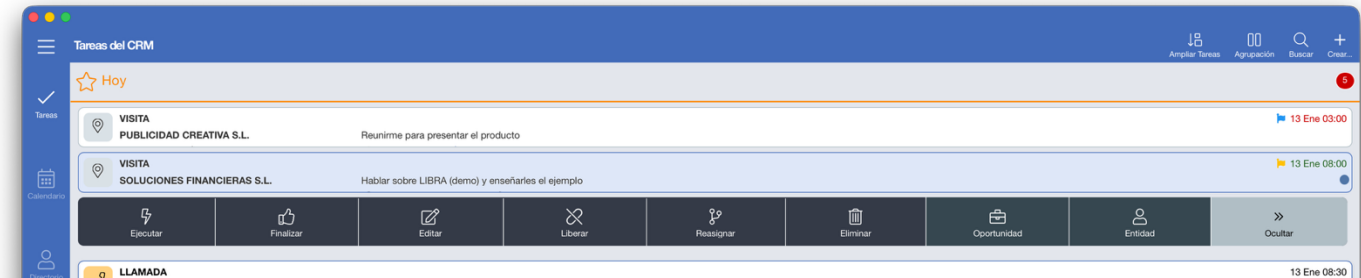 Tareas del CRM
Ampliar Tareas
Agrupación
Buscar
Crear...
Hoy
5
Tareas
VISITA
13 Ene 03:00
PUBLICIDAD CREATIVA S.L. Reunirme para presentar el producto
VISITA
13 Ene 08:00
SOLUCIONES FINANCIERAS S.L. Hablar sobre LIBRA (demo) y enseñarles el ejemplo
Calendario
Ejecutar
Finalizar
Editar
Liberar
Reasignar
Eliminar
Oportunidad
Entidad
Ocultar
LLAMADA
13 Ene 08:30
Directorio